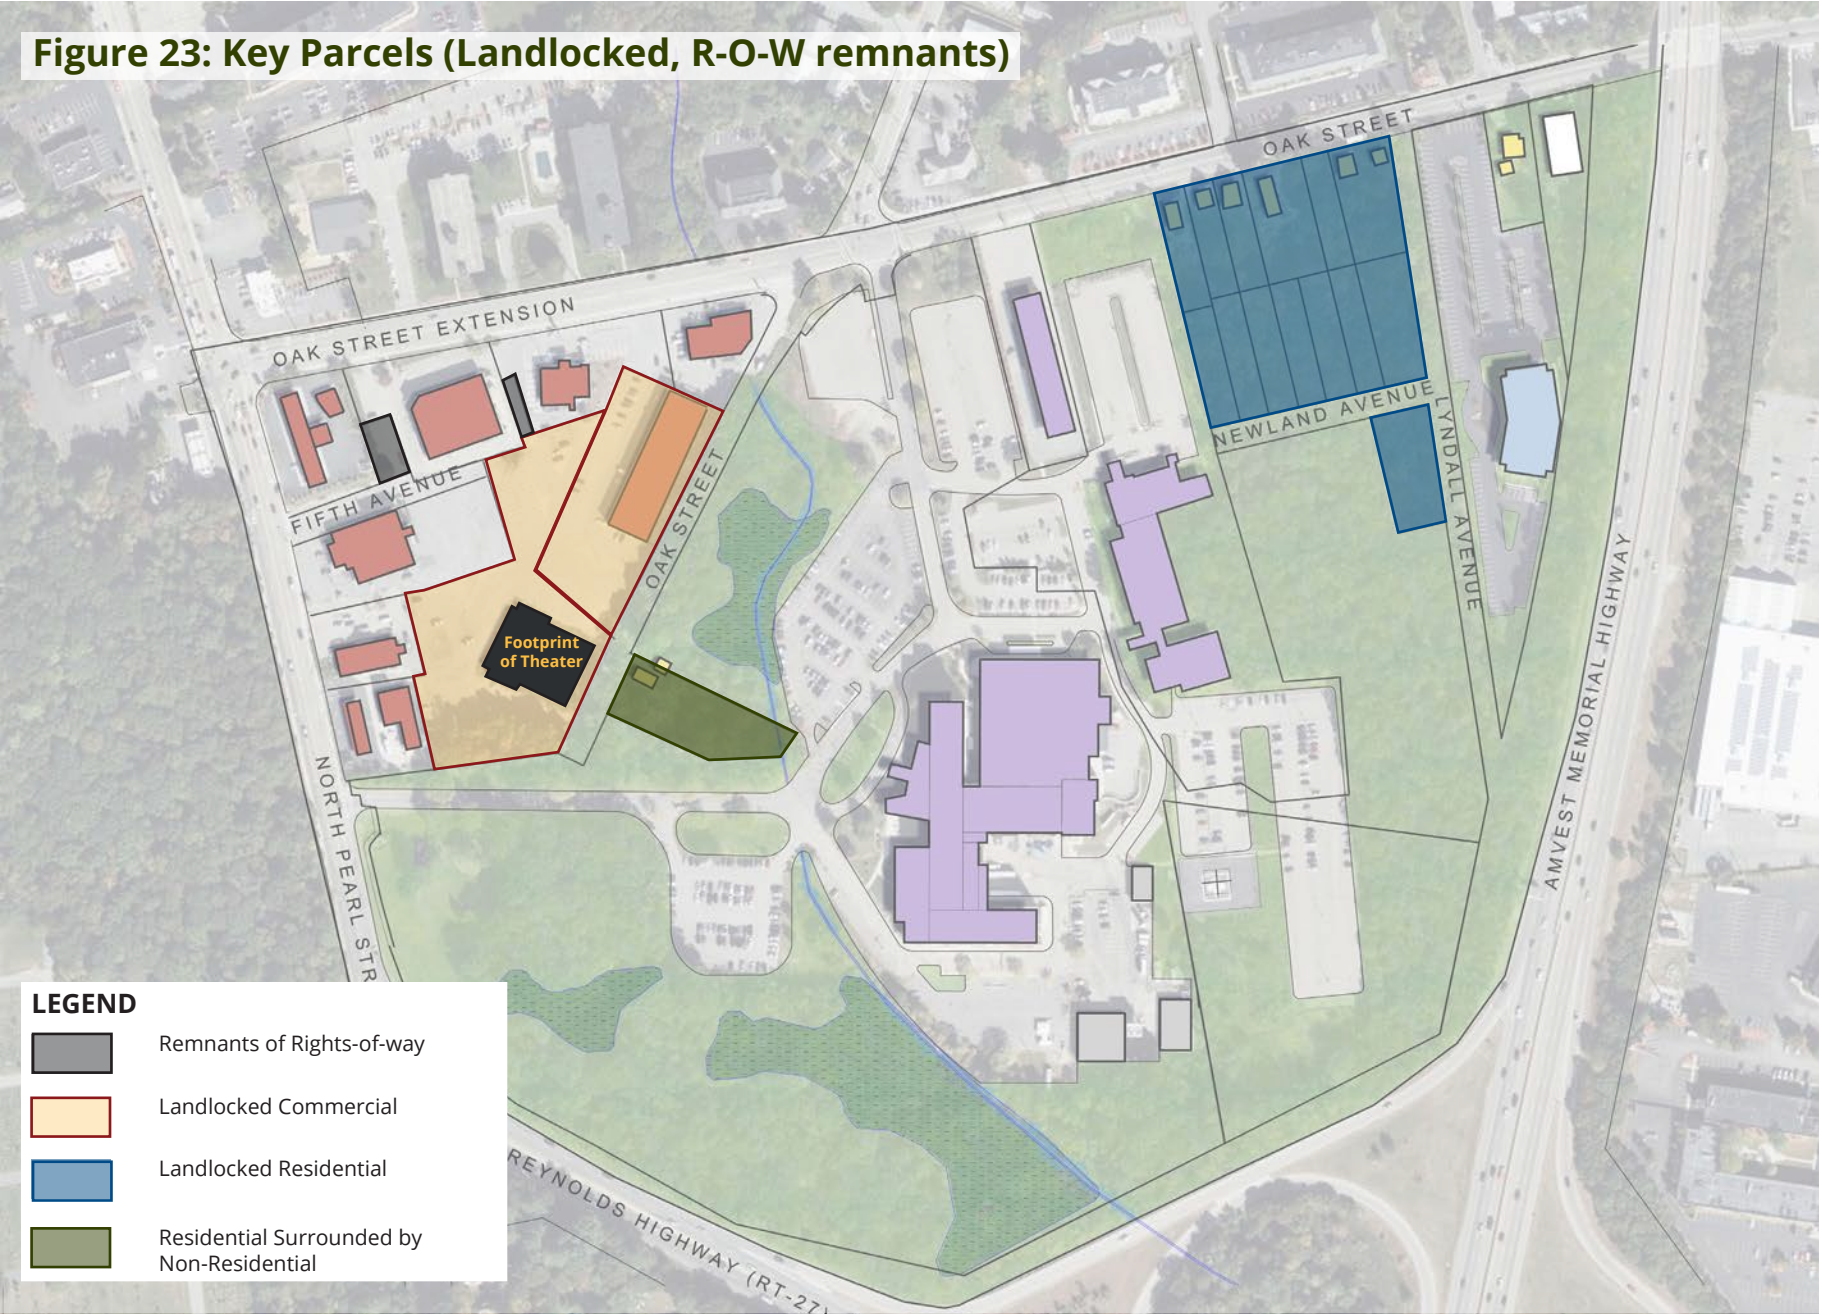 Figure 23: Key Parcels (Landlocked, R-O-W remnants)
OAK STREET
OAK STREET EXTENSION
NEWLAND AVENUE
LYNDALL AVENUE
FIFTH AVENUE
OAK STREET
AMVEST MEMORIAL HIGHWAY
Footprint
of Theater
NORTH PEARL STR
REYNOLDS HIGHWAY (RT-27)
LEGEND
Remnants of Rights-of-way
Landlocked Commercial
Landlocked Residential
Residential Surrounded by
Non-Residential